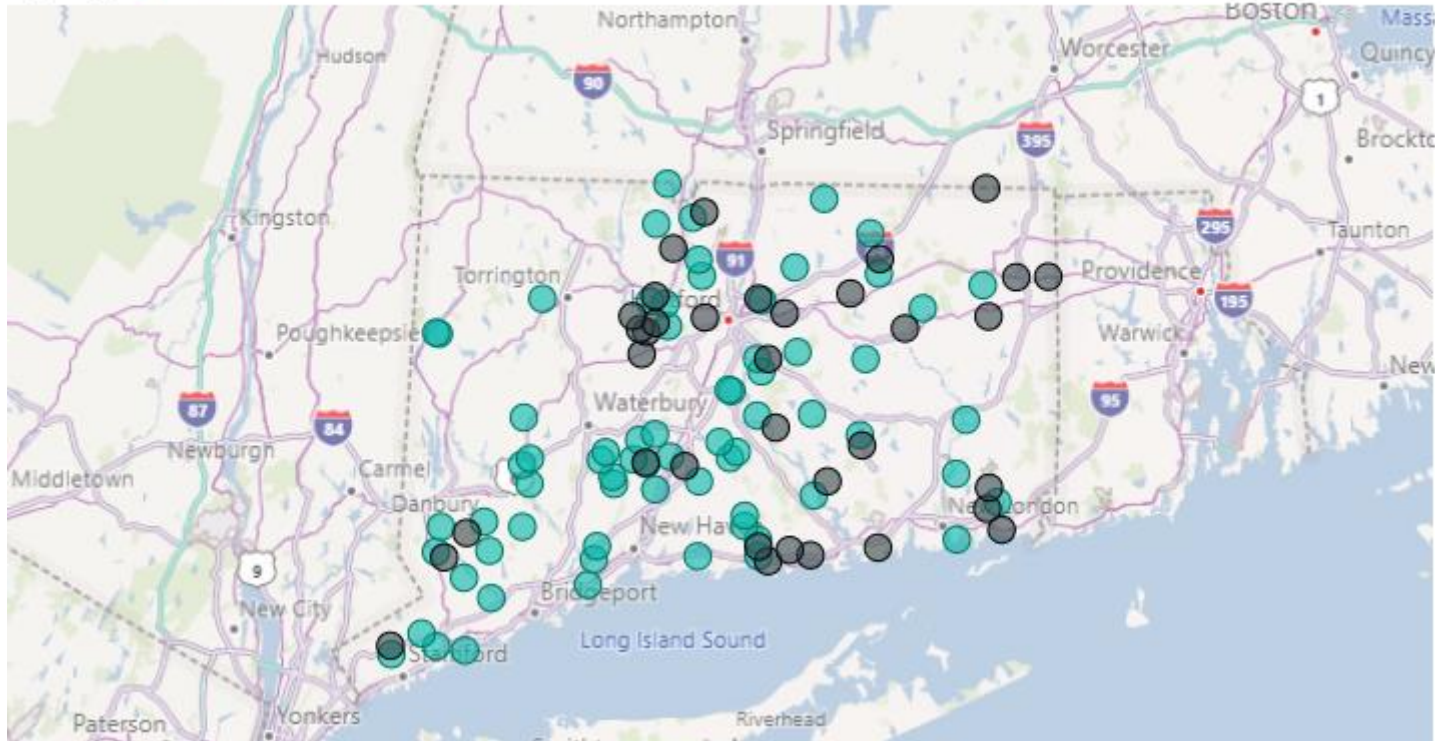 Northampton
Boston
Mass
Hudson
Worcester
Quincy
90
1
Springfield
395
Brockto
Kingston
295
Taunton
91
Torrington
Providence
195
Poughkeepsie
Warwick
New
87
84
Waterbury
95
Newburgh
Carmel
Middletown
Danbury
New London
New Hav
9
Bridgeport
New City
Long Island Sound
Stamford
Riverhead
Paterson
Yonkers